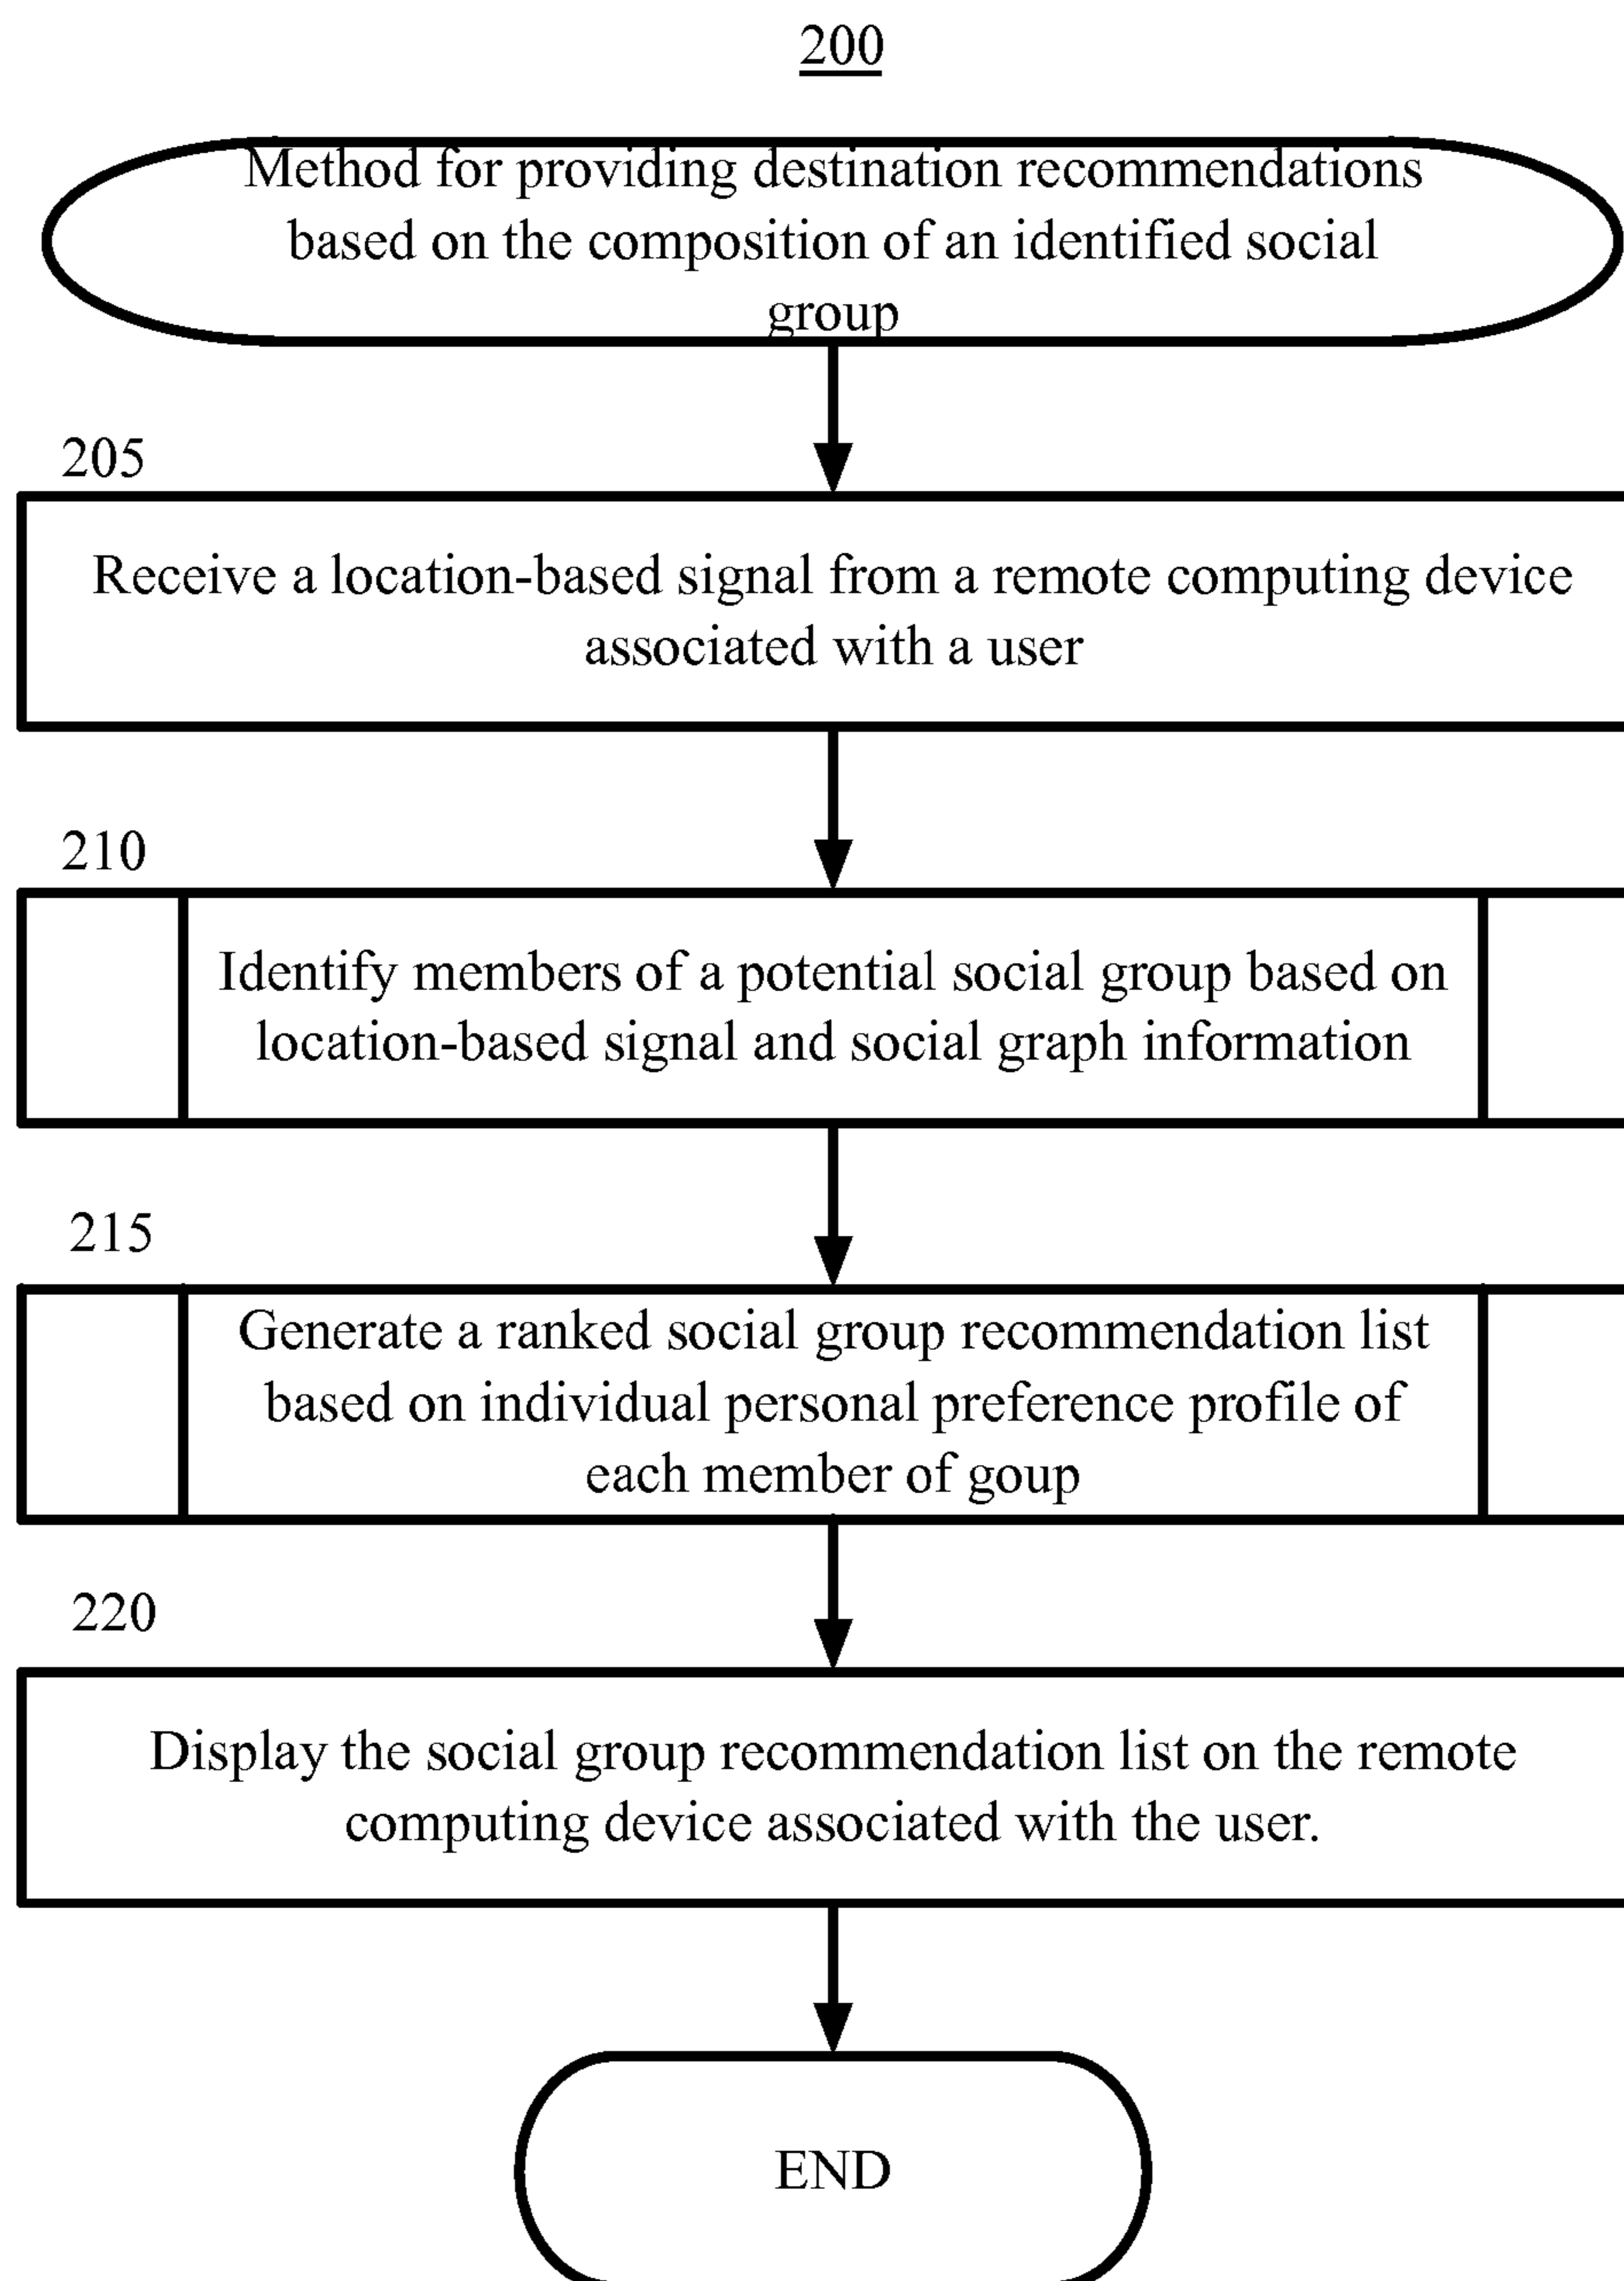 200
Method for providing destination recommendations
based on the composition of an identified social
group
205
Receive a location-based signal from a remote computing device
associated with a user
210
Identify members of a potential social group based on
location-based signal and social graph information
215
Generate a ranked social group recommendation list
based on individual personal preference profile of
each member of goup
220
Display the social group recommendation list on the remote
computing device associated with the user.
END